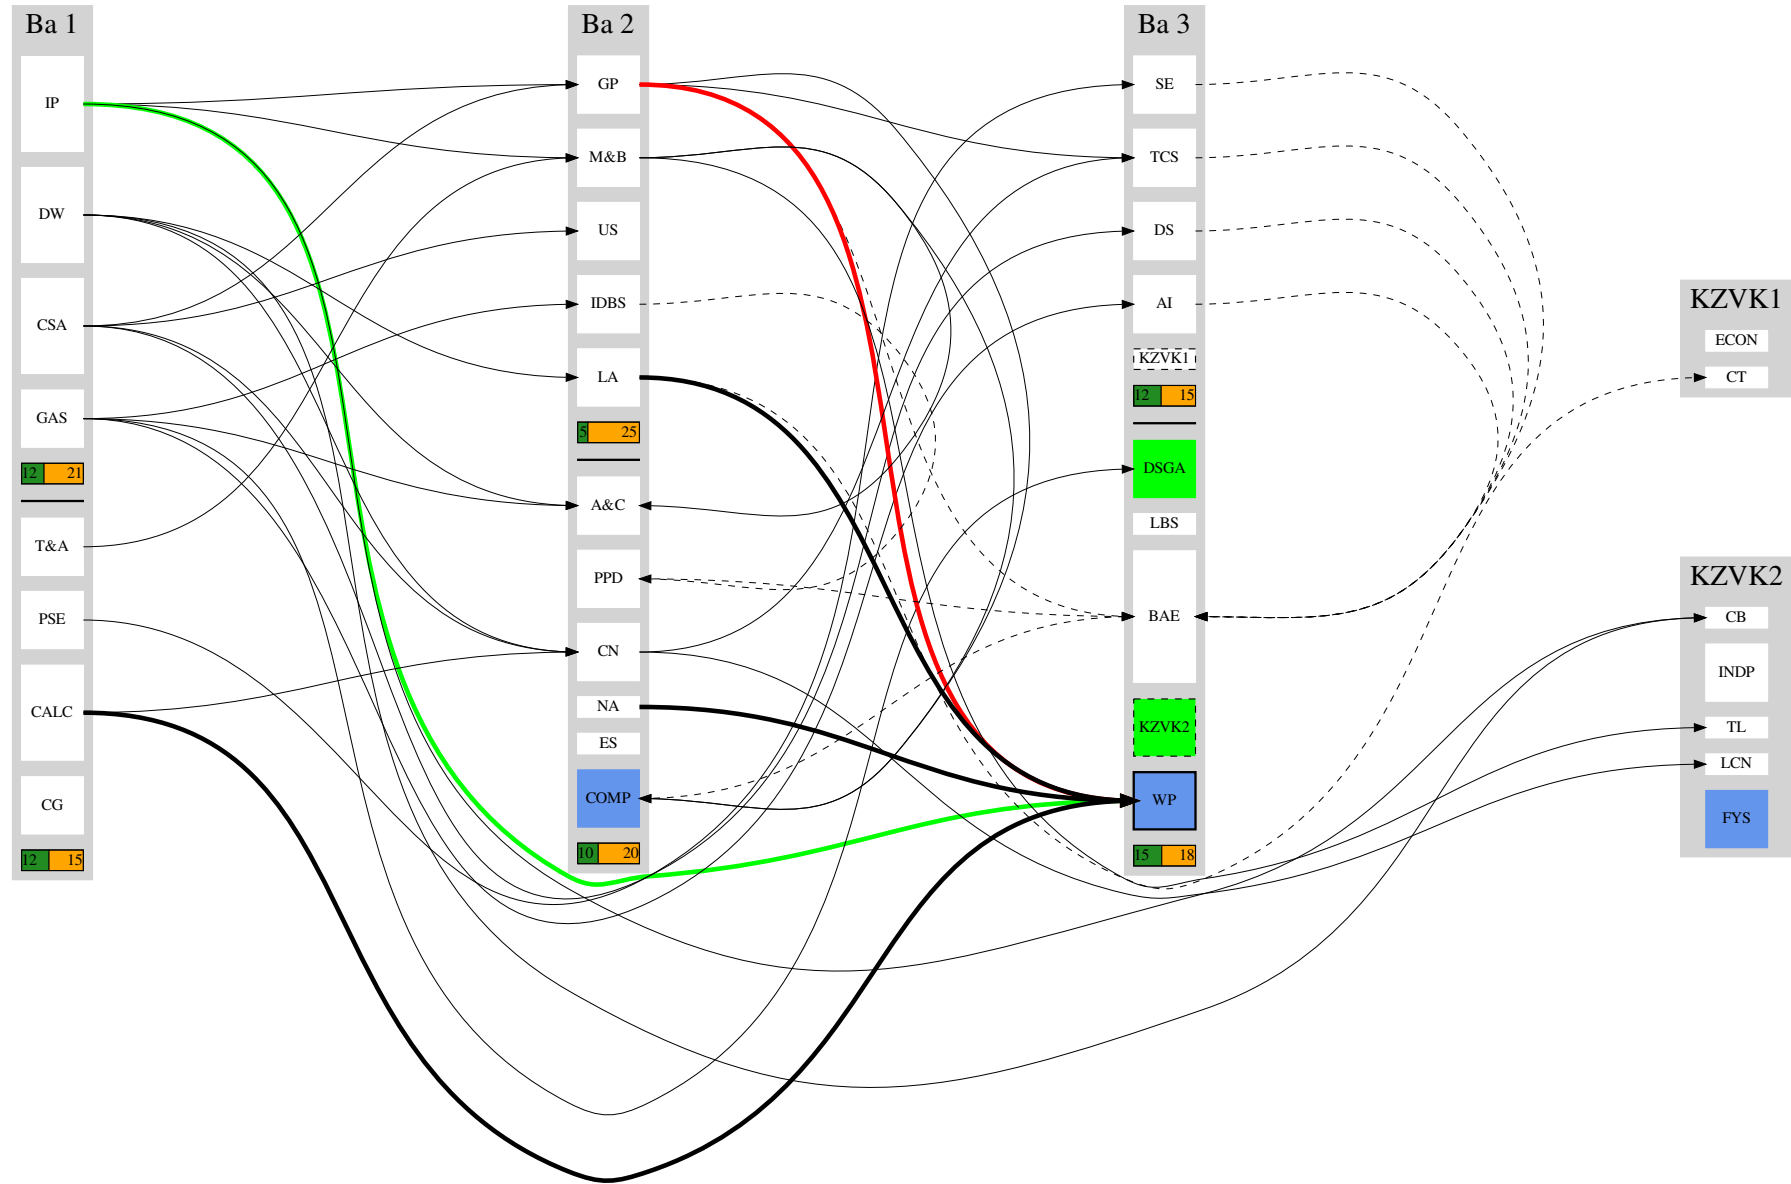 Ba 1
IP
DW
CSA
GAS
12 21
T&A
PSE
CALC
CG
12 15
Ba 2
GP
M&B
US
IDBS
LA
5 25
A&C
PPD
CN
NA
ES
COMP
10 20
Ba 3
SE
TCS
DS
AI
KZVK1
12 15
DSGA
LBS
BAE
KZVK2
WP
15 18
KZVK1
ECON
CT
KZVK2
CB
INDP
TL
LCN
FYS